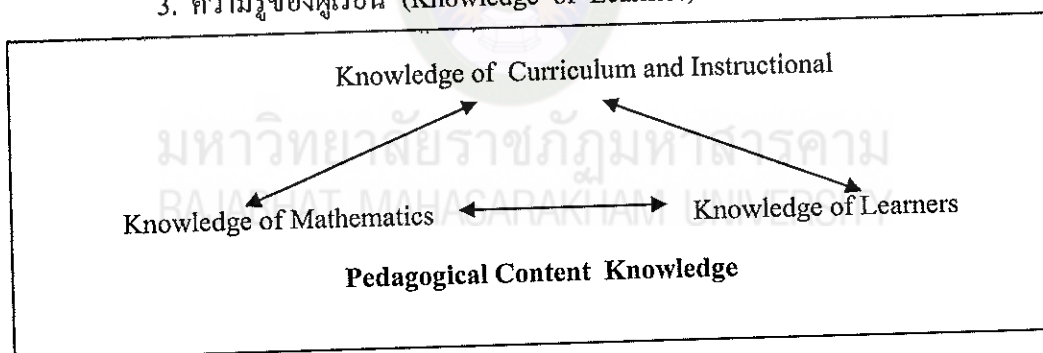 3. ความรู้ของผู้เรียน (Knowledge of Learners)
Knowledge of Curriculum and Instructional
มหาวิทยาลัยราชภัฏมหาสารคาม
RAJABHAT MAHASARAKHAM UNIVERSITY
Knowledge of Mathematics Knowledge of Learners
Pedagogical Content Knowledge